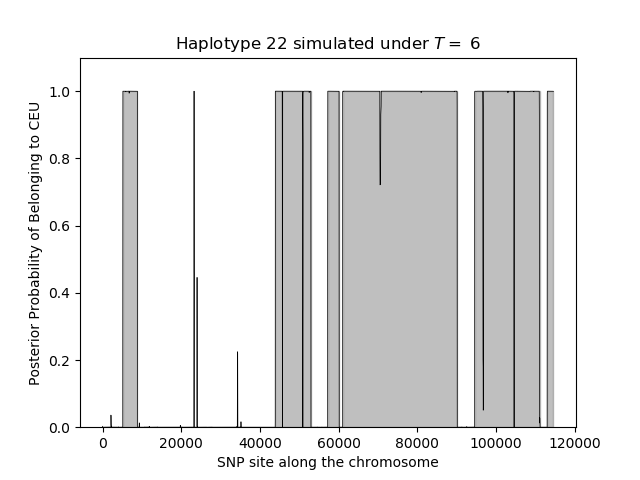 Haplotype 22 simulated under T = 6
Posterior Probability of Belonging to CEU
1.0
0.8
0.6
0.4
0.2
0.0
0 20000 40000 60000 80000 100000 120000
SNP site along the chromosome